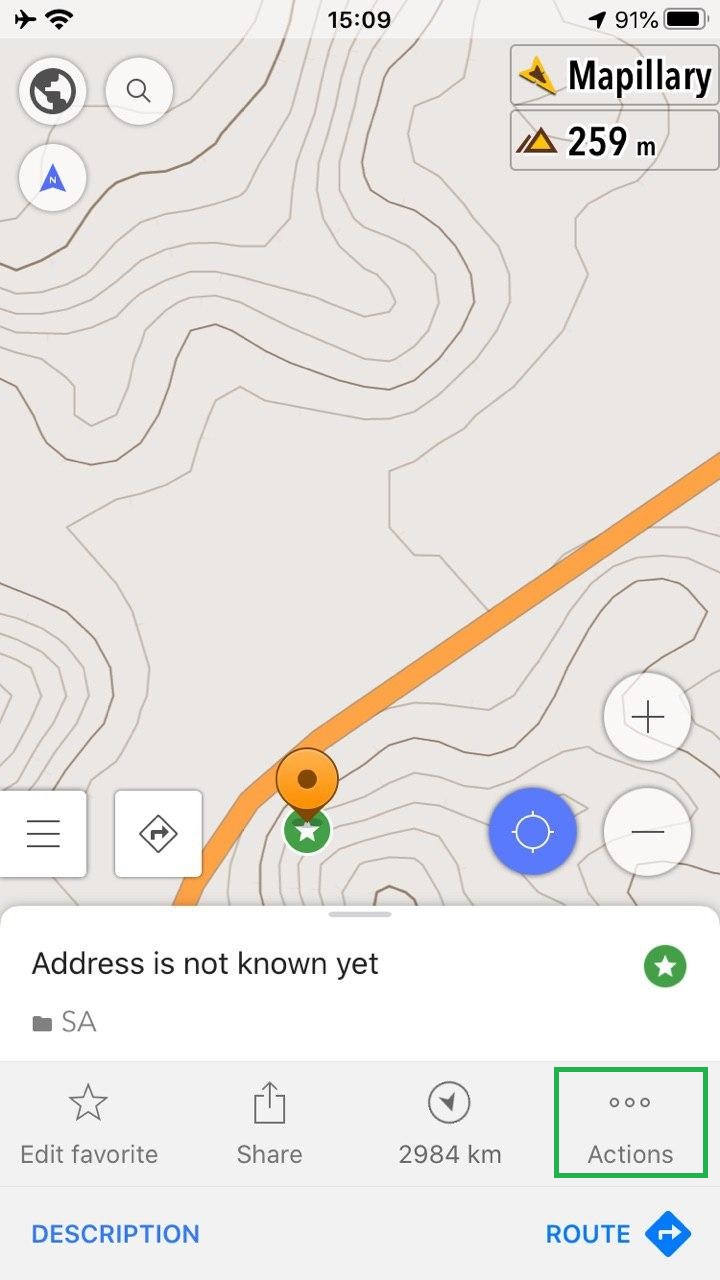 15:09
91%
Mapillary
259 m
N
Address is not known yet
SA
Edit favorite
Share
2984 km
Actions
DESCRIPTION
ROUTE